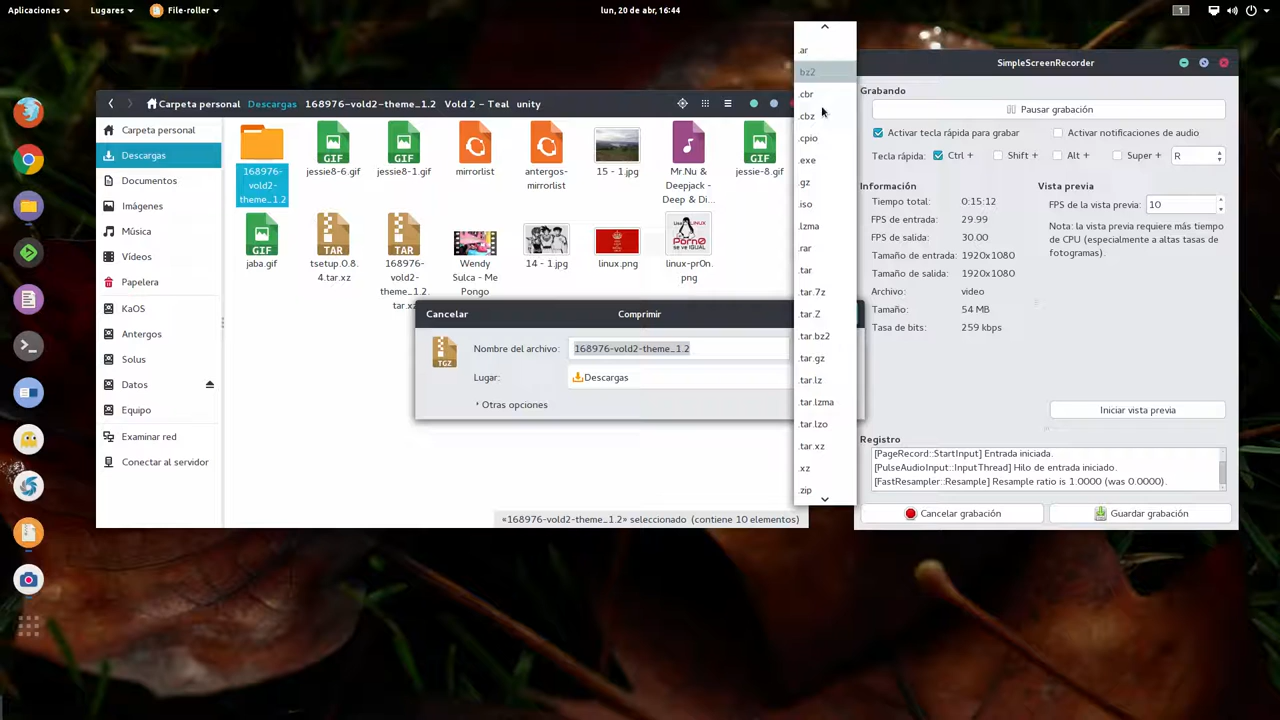 Aplicaciones
Lugares
File-roller
lun, 20 de abr, 16:44
1
Carpeta personal
Descargas
168976-vold2-theme_1.2
Vold 2 – Teal
unity
Carpeta personal
Descargas
Documentos
Imágenes
Música
Vídeos
Papelera
KaOS
Antergos
Solus
Datos
Equipo
Examinar red
Conectar al servidor
168976-
vold2-
theme_1.2
GIF
jessie8-6.gif
GIF
jessie8-1.gif
mirrorlist
antergos-
mirrorlist
15 - 1.jpg
Mr.Nu &
Deepjack -
Deep & Di...
GIF
jessie-8.gif
GIF
jaba.gif
TAR
tsetup.0.8.
4.tar.xz
TAR
168976-
vold2-
theme_1.2.
tar.xz
Wendy
Sulca - Me
Pongo
14 - 1.jpg
linux.png
linux-pr0n.
png
«168976-vold2-theme_1.2» seleccionado (contiene 10 elementos)
Cancelar
Comprimir
TGZ
Nombre del archivo:
168976-vold2-theme_1.2
Lugar:
Descargas
Otras opciones
.ar
.bz2
.cbr
.cbz
.cpio
.exe
.gz
.iso
.lzma
.rar
.tar
.tar.7z
.tar.Z
.tar.bz2
.tar.gz
.tar.lz
.tar.lzma
.tar.lzo
.tar.xz
.xz
.zip
SimpleScreenRecorder
Grabando
Pausar grabación
Activar tecla rápida para grabar
Activar notificaciones de audio
Tecla rápida:
Ctrl +
Shift +
Alt +
Super +
R
Información
Tiempo total: 0:15:12
FPS de entrada: 29.99
FPS de salida: 30.00
Tamaño de entrada: 1920x1080
Tamaño de salida: 1920x1080
Archivo: video
Tamaño: 54 MB
Tasa de bits: 259 kbps
Vista previa
FPS de la vista previa: 10
Nota: la vista previa requiere más tiempo
de CPU (especialmente a altas tasas de
fotogramas).
Iniciar vista previa
Registro
[PageRecord::StartInput] Entrada iniciada.
[PulseAudioInput::InputThread] Hilo de entrada iniciado.
[FastResampler::Resample] Resample ratio is 1.0000 (was 0.0000).
Cancelar grabación
Guardar grabación